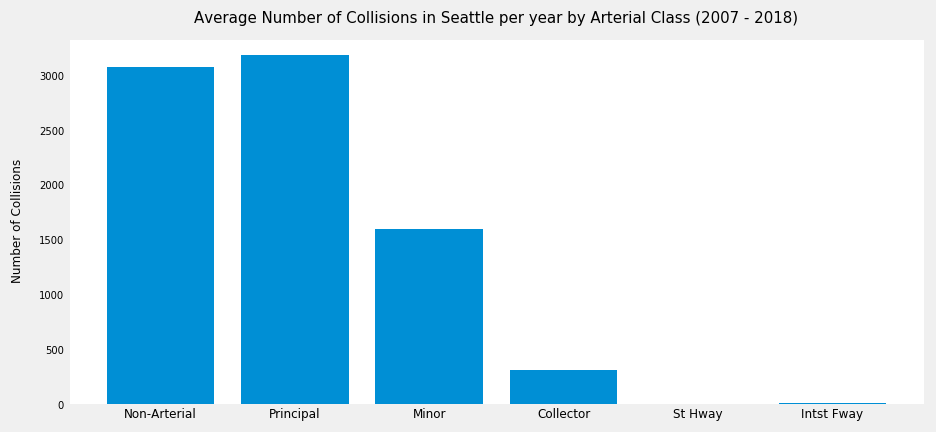 Average Number of Collisions in Seattle per year by Arterial Class (2007 - 2018)
Number of Collisions
3000
2500
2000
1500
1000
500
0
Non-Arterial Principal Minor Collector St Hway Intst Fway